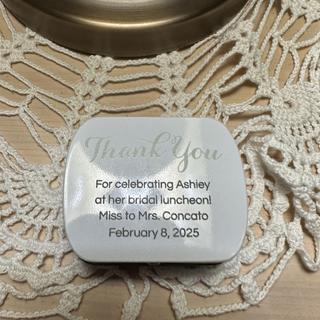 Thank You
For celebrating Ashley
at her bridal luncheon!
Miss to Mrs. Concato
February 8, 2025